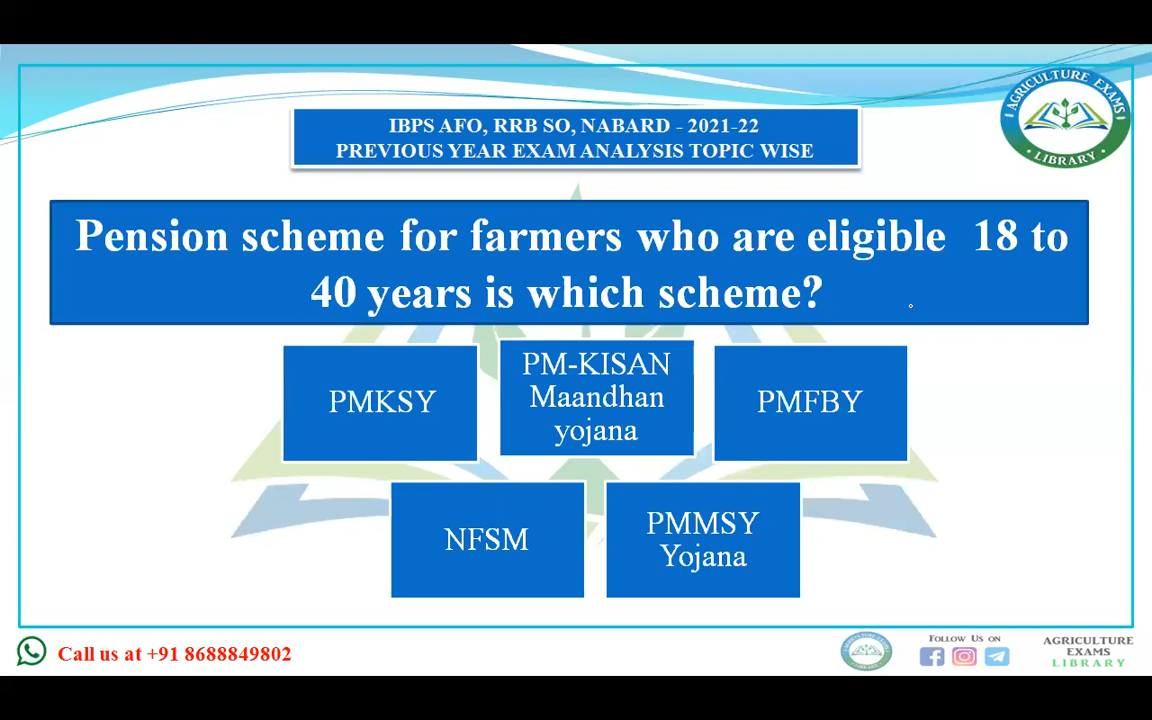 AGRICULTURE EXAMS
LIBRARY
IBPS AFO, RRB SO, NABARD - 2021-22
PREVIOUS YEAR EXAM ANALYSIS TOPIC WISE
Pension scheme for farmers who are eligible 18 to
40 years is which scheme?
PMKSY
PM-KISAN
Maandhan
yojana
PMFBY
NFSM
PMMSY
Yojana
Call us at +91 8688849802
FOLLOW US ON
AGRICULTURE
EXAMS
LIBRARY